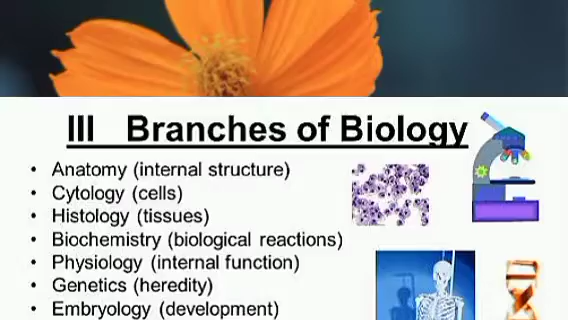 III Branches of Biology
• Anatomy (internal structure)
• Cytology (cells)
• Histology (tissues)
• Biochemistry (biological reactions)
• Physiology (internal function)
• Genetics (heredity)
• Embryology (development)